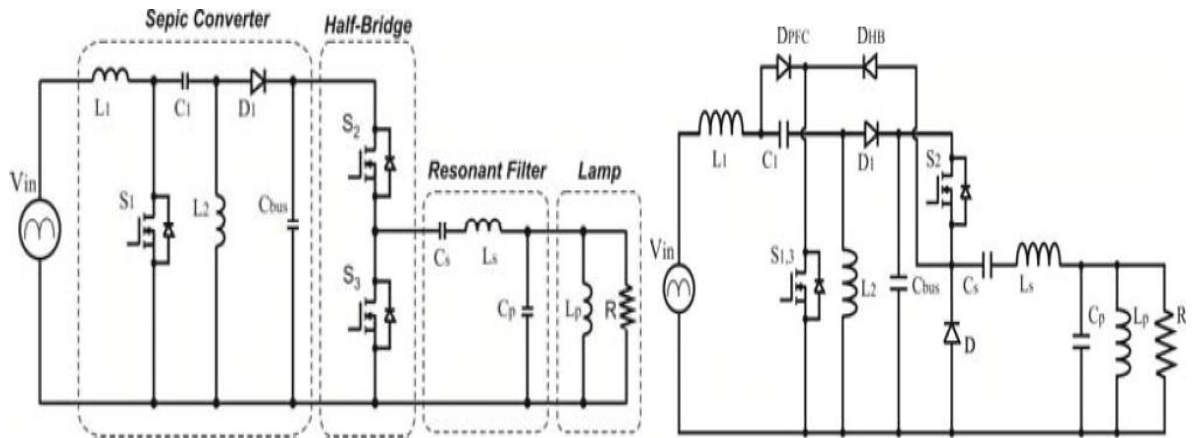 Sepic Converter
Half-Bridge
L1
C1
D1
S2
Resonant Filter
Lamp
Vin
S1
L2
Cbus
Cs
Ls
S3
Cp
Lp
R
DPFC
DHB
L1
C1
D1
S2
Vin
S1,3
L2
Cbus
Cs
Ls
D
Cp
Lp
R